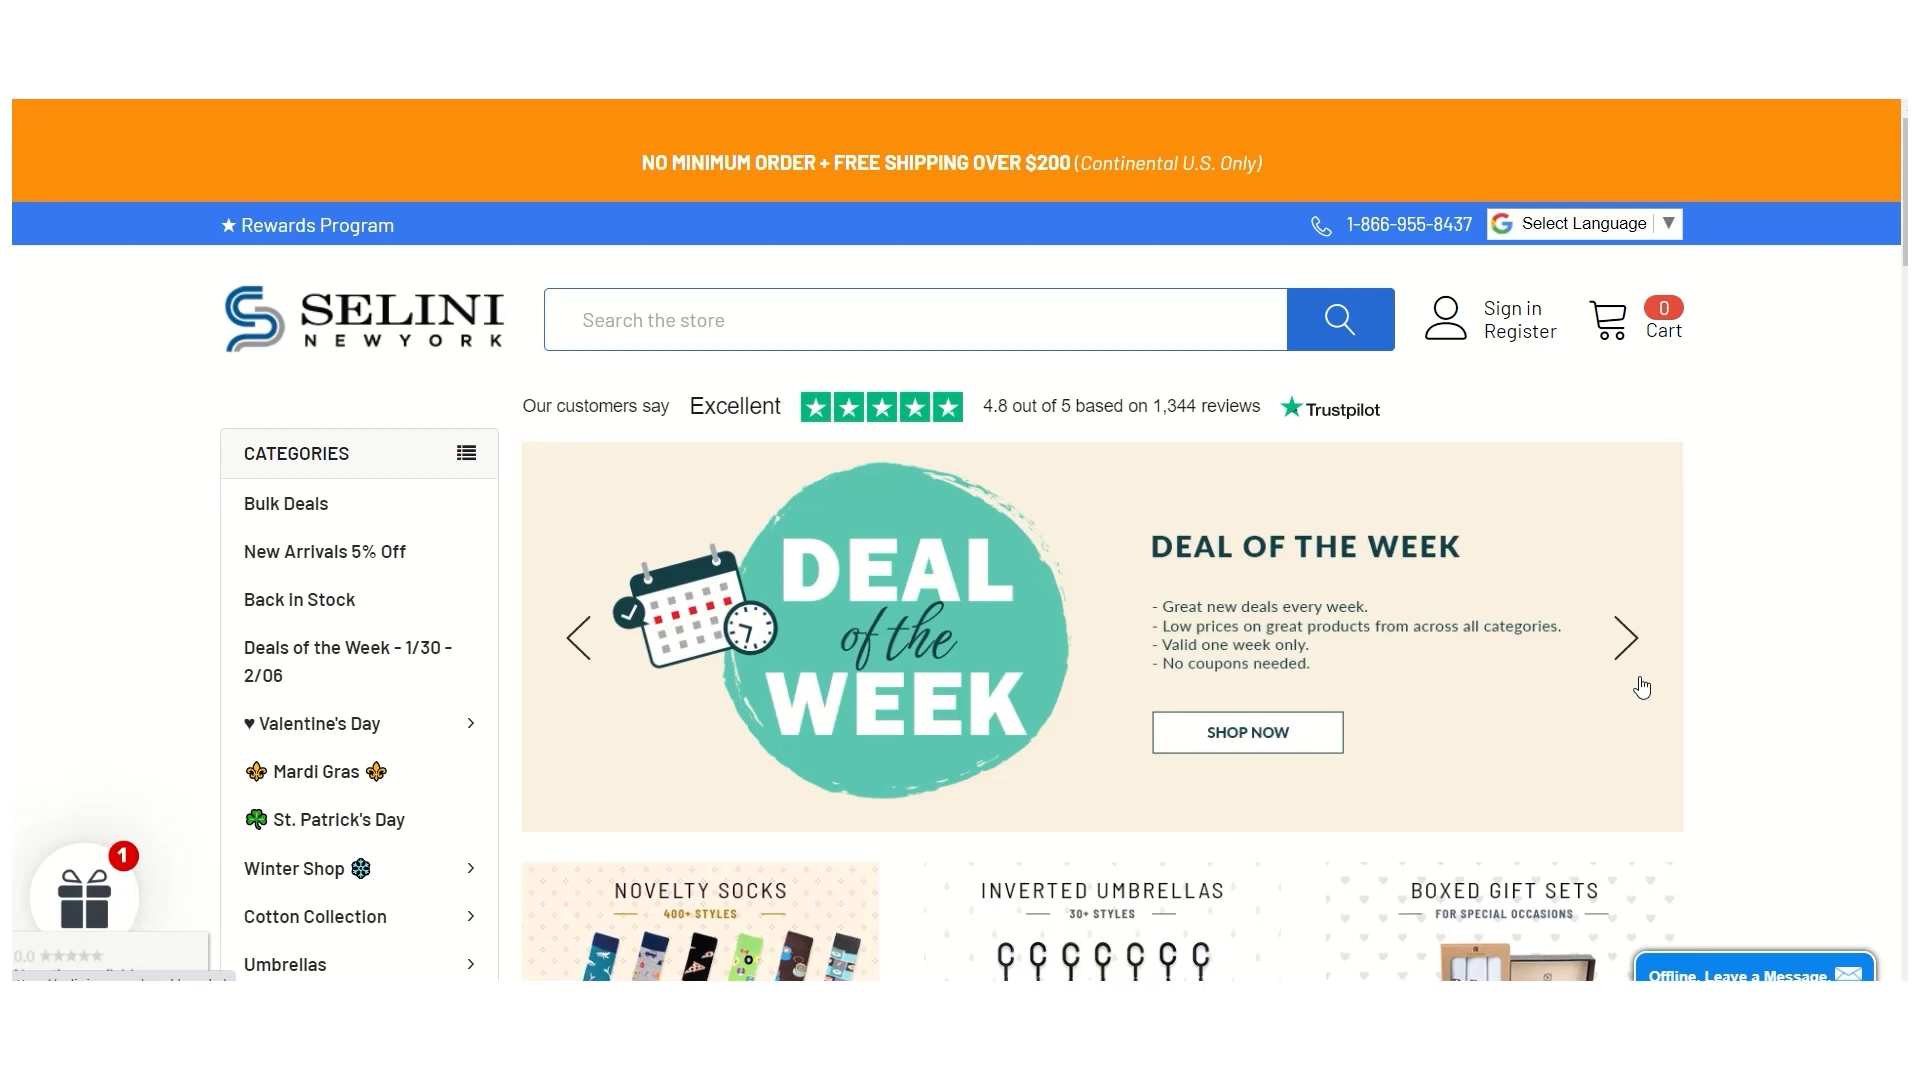 NO MINIMUM ORDER + FREE SHIPPING OVER $200 (Continental U.S. Only)
★ Rewards Program
1-866-955-8437
Select Language ▼
SELINI
NEW YORK
Search the store
Sign in
Register
0
Cart
Our customers say Excellent 4.8 out of 5 based on 1,344 reviews Trustpilot
CATEGORIES
Bulk Deals
New Arrivals 5% Off
Back in Stock
Deals of the Week - 1/30 -
2/06
♥ Valentine's Day
Mardi Gras
St. Patrick's Day
Winter Shop
Cotton Collection
Umbrellas
DEAL
of the
WEEK
DEAL OF THE WEEK
- Great new deals every week.
- Low prices on great products from across all categories.
- Valid one week only.
- No coupons needed.
SHOP NOW
NOVELTY SOCKS
400+ STYLES
INVERTED UMBRELLAS
30+ STYLES
BOXED GIFT SETS
FOR SPECIAL OCCASIONS
1
0.0 ★★★★★
Offline. Leave a Message.